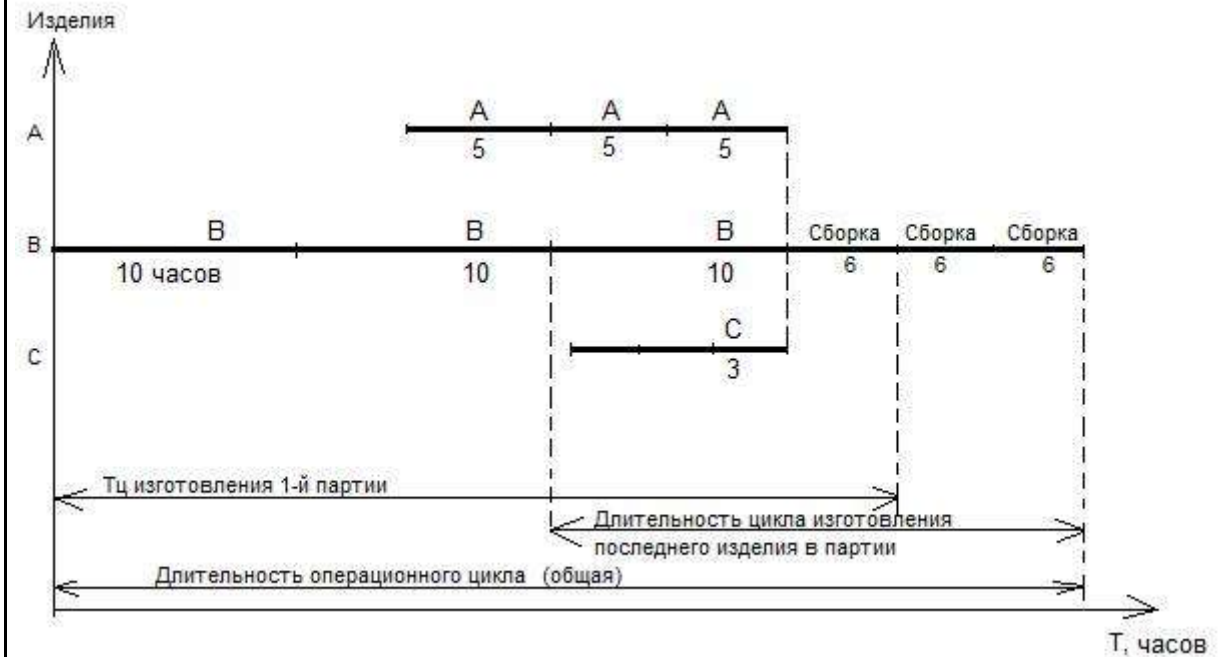 Изделия
А А А
А
5 5 5
В В В Сборка Сборка Сборка
В
10 часов 10 10 6 6 6
С
С
3
Тц изготовления 1-й партии
Длительность цикла изготовления
последнего изделия в партии
Длительность операционного цикла (общая)
Т, часов